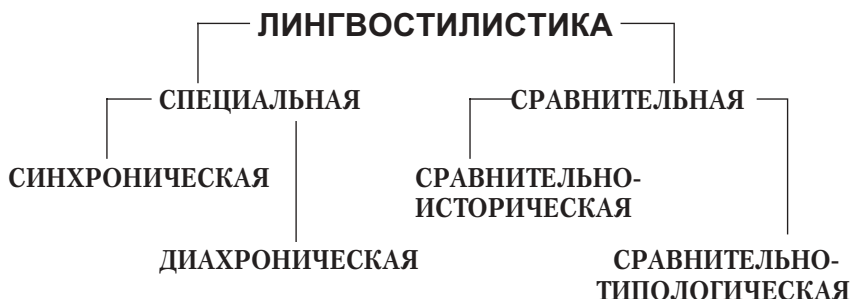 ЛИНГВОСТИЛИСТИКА
СПЕЦИАЛЬНАЯ
СРАВНИТЕЛЬНАЯ
СИНХРОНИЧЕСКАЯ
СРАВНИТЕЛЬНО-
ИСТОРИЧЕСКАЯ
ДИАХРОНИЧЕСКАЯ
СРАВНИТЕЛЬНО-
ТИПОЛОГИЧЕСКАЯ